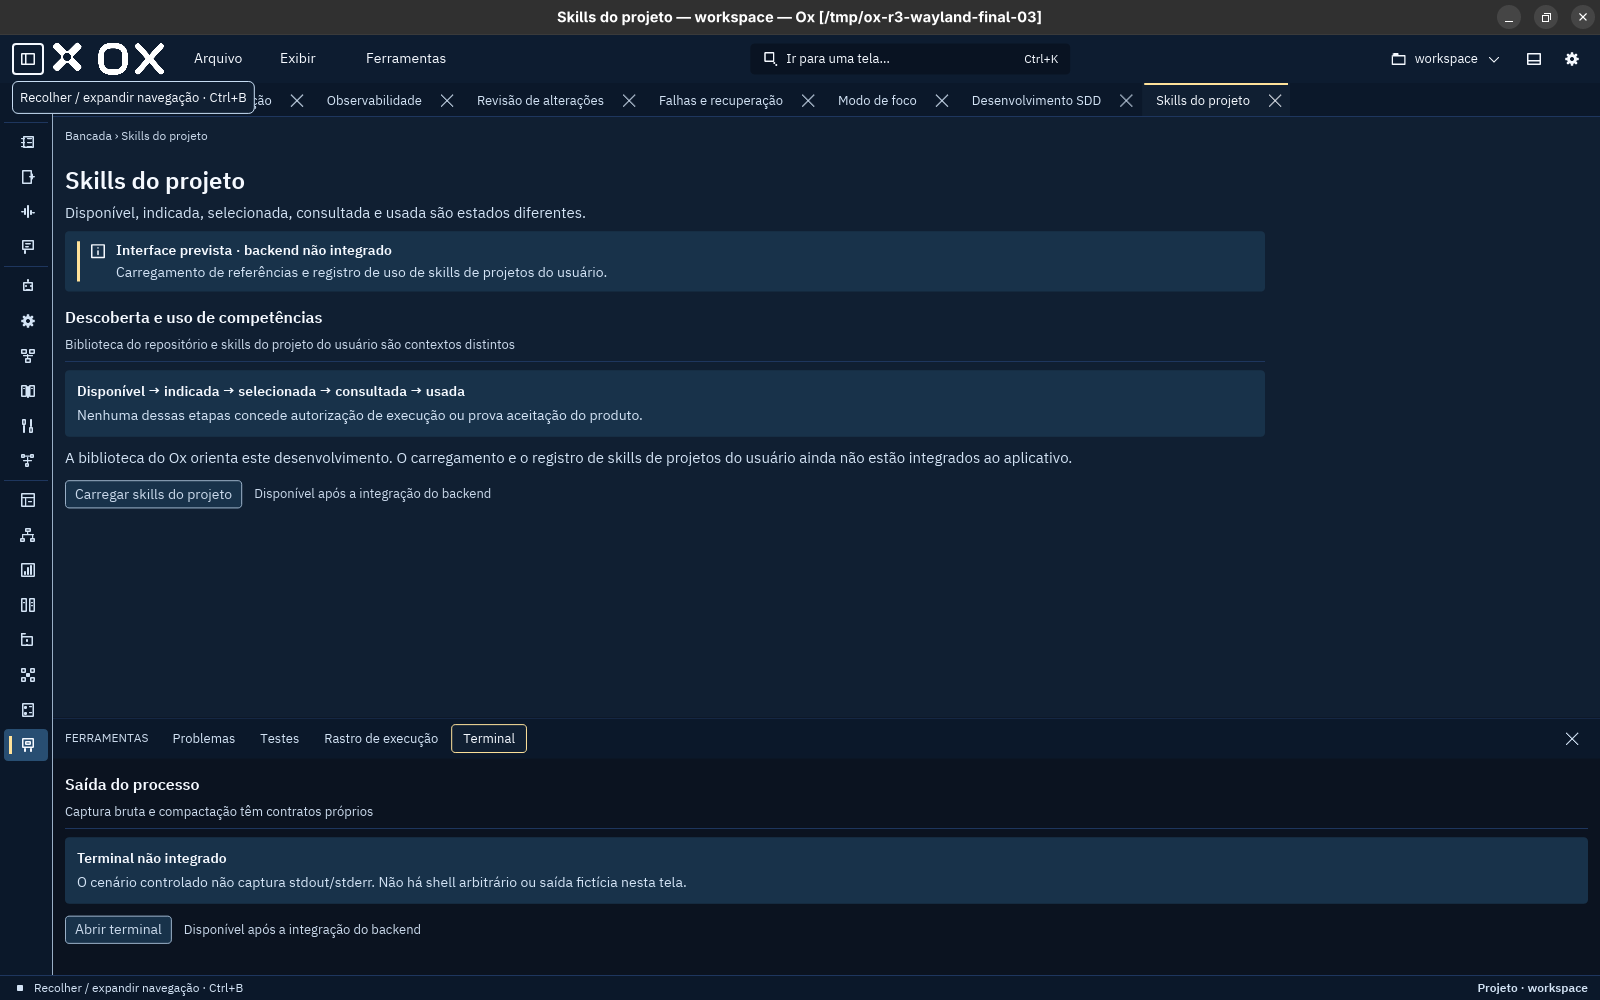 Skills do projeto — workspace — Ox [/tmp/ox-r3-wayland-final-03]
OX
Arquivo
Exibir
Ferramentas
Ir para uma tela...
Ctrl+K
workspace
Recolher / expandir navegação · Ctrl+B
ção
Observabilidade
Revisão de alterações
Falhas e recuperação
Modo de foco
Desenvolvimento SDD
Skills do projeto
Bancada › Skills do projeto
Skills do projeto
Disponível, indicada, selecionada, consultada e usada são estados diferentes.
Interface prevista · backend não integrado
Carregamento de referências e registro de uso de skills de projetos do usuário.
Descoberta e uso de competências
Biblioteca do repositório e skills do projeto do usuário são contextos distintos
Disponível → indicada → selecionada → consultada → usada
Nenhuma dessas etapas concede autorização de execução ou prova aceitação do produto.
A biblioteca do Ox orienta este desenvolvimento. O carregamento e o registro de skills de projetos do usuário ainda não estão integrados ao aplicativo.
Carregar skills do projeto
Disponível após a integração do backend
FERRAMENTAS
Problemas
Testes
Rastro de execução
Terminal
Saída do processo
Captura bruta e compactação têm contratos próprios
Terminal não integrado
O cenário controlado não captura stdout/stderr. Não há shell arbitrário ou saída fictícia nesta tela.
Abrir terminal
Disponível após a integração do backend
Recolher / expandir navegação · Ctrl+B
Projeto · workspace